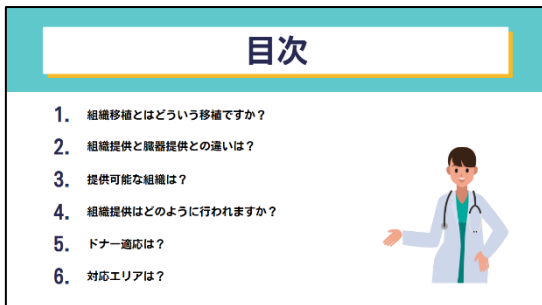 目次
1. 組織移植とはどういう移植ですか？
2. 組織提供と臓器提供との違いは？
3. 提供可能な組織は？
4. 組織提供はどのように行われますか？
5. ドナー適応は？
6. 対応エリアは？